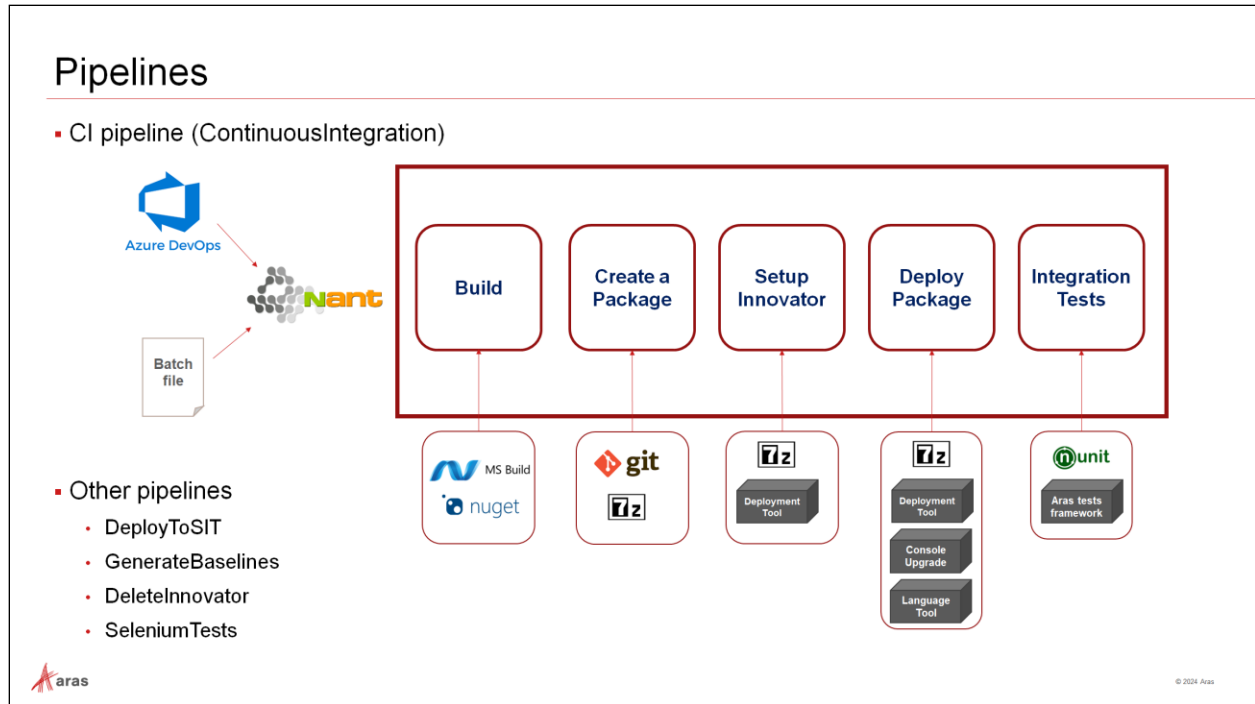 Pipelines
▪ CI pipeline (ContinuousIntegration)
Azure DevOps
Nant
Batch
file
Build
Create a
Package
Setup
Innovator
Deploy
Package
Integration
Tests
MS Build
nuget
git
7z
7z
Deployment
Tool
7z
Deployment
Tool
Console
Upgrade
Language
Tool
nunit
Aras tests
framework
▪ Other pipelines
• DeployToSIT
• GenerateBaselines
• DeleteInnovator
• SeleniumTests
aras
© 2024 Aras